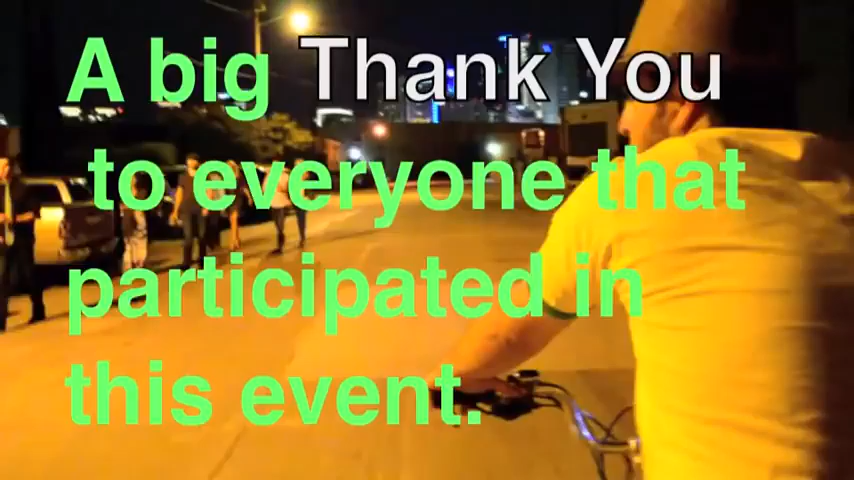 A big Thank You
to everyone that
participated in
this event.